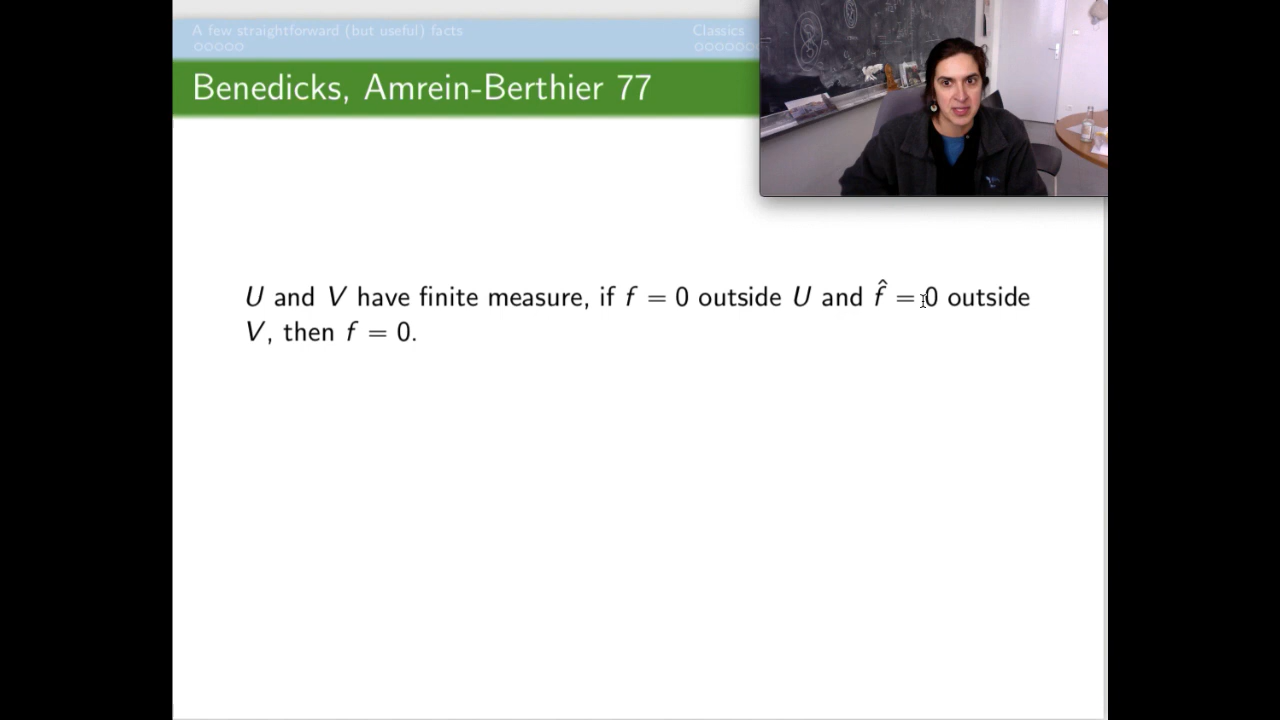 A few straightforward (but useful) facts
Classics
Benedicks, Amrein-Berthier 77
U and V have finite measure, if f = 0 outside U and f̂ = 0 outside
V, then f = 0.